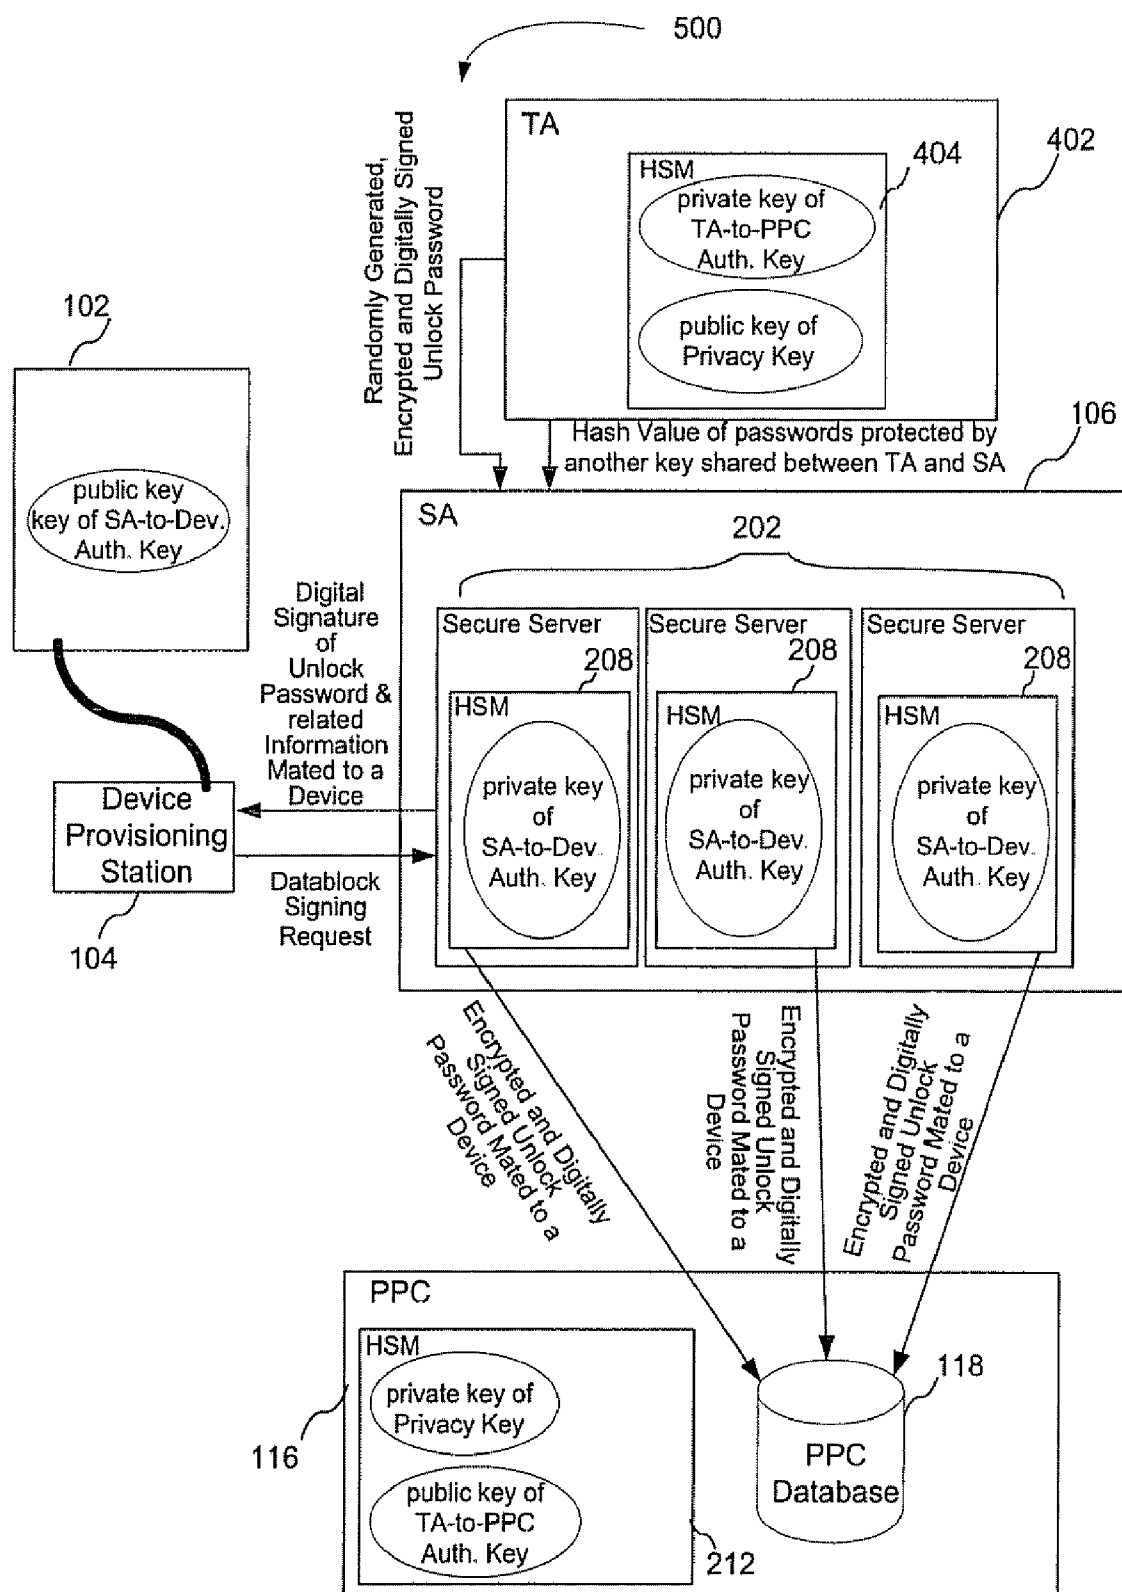 500
TA
402
HSM
404
private key of
TA-to-PPC
Auth. Key
public key of
Privacy Key
Randomly Generated,
Encrypted and Digitally Signed
Unlock Password
Hash Value of passwords protected by
another key shared between TA and SA
102
public key
key of SA-to-Dev.
Auth. Key
106
SA
202
Secure Server
208
HSM
private key
of
SA-to-Dev.
Auth. Key
Secure Server
208
HSM
private key
of
SA-to-Dev.
Auth. Key
Secure Server
208
HSM
private key
of
SA-to-Dev.
Auth. Key
Digital
Signature
of
Unlock
Password &
related
Information
Mated to a
Device
Device
Provisioning
Station
104
Datablock
Signing
Request
Encrypted and Digitally
Signed Unlock
Password Mated to a
Device
Encrypted and Digitally
Signed Unlock
Password Mated to a
Device
Encrypted and Digitally
Signed Unlock
Password Mated to a
Device
PPC
116
HSM
private key of
Privacy Key
public key of
TA-to-PPC
Auth. Key
212
118
PPC
Database